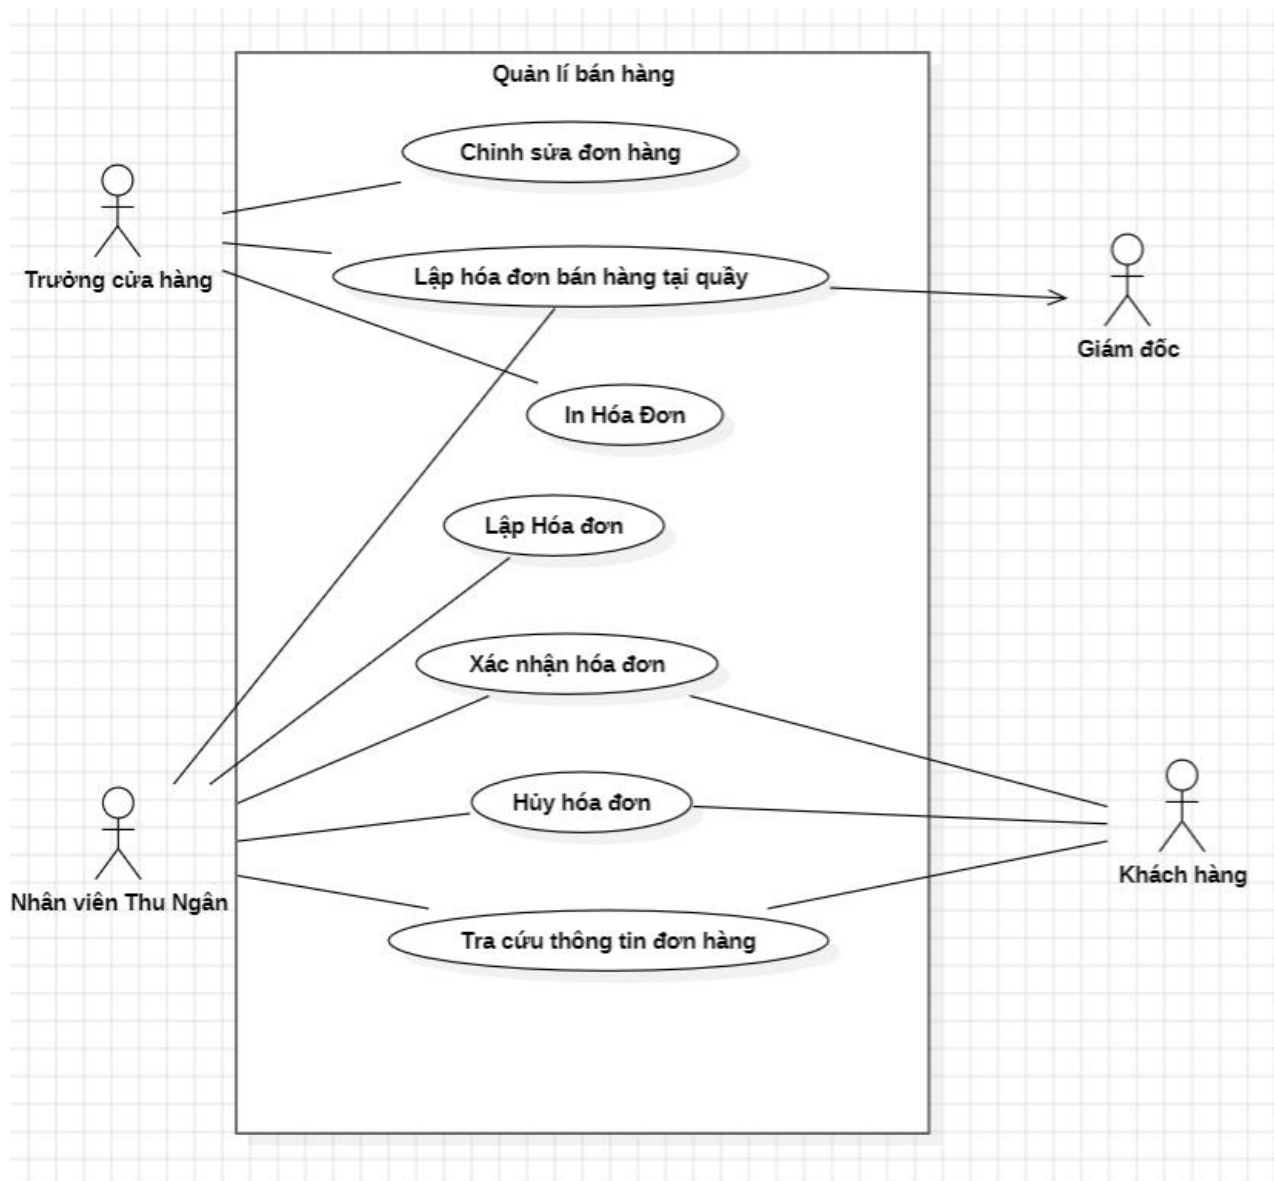 Quản lí bán hàng
Chỉnh sửa đơn hàng
Trưởng cửa hàng
Lập hóa đơn bán hàng tại quầy
Giám đốc
In Hóa Đơn
Lập Hóa đơn
Xác nhận hóa đơn
Hủy hóa đơn
Khách hàng
Nhân viên Thu Ngân
Tra cứu thông tin đơn hàng